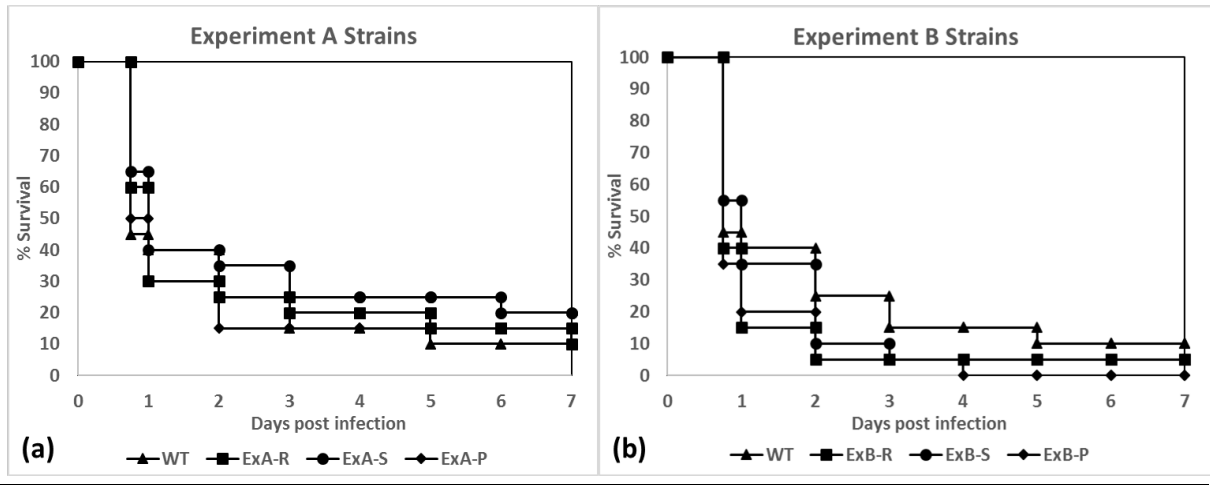 Experiment A Strains
100
90
80
70
60
50
40
30
20
10
0
% Survival
0 1 2 3 4 5 6 7
Days post infection
(a)
WT ExA-R ExA-S ExA-P
Experiment B Strains
100
90
80
70
60
50
40
30
20
10
0
% Survival
0 1 2 3 4 5 6 7
Days post infection
(b)
WT ExB-R ExB-S ExB-P